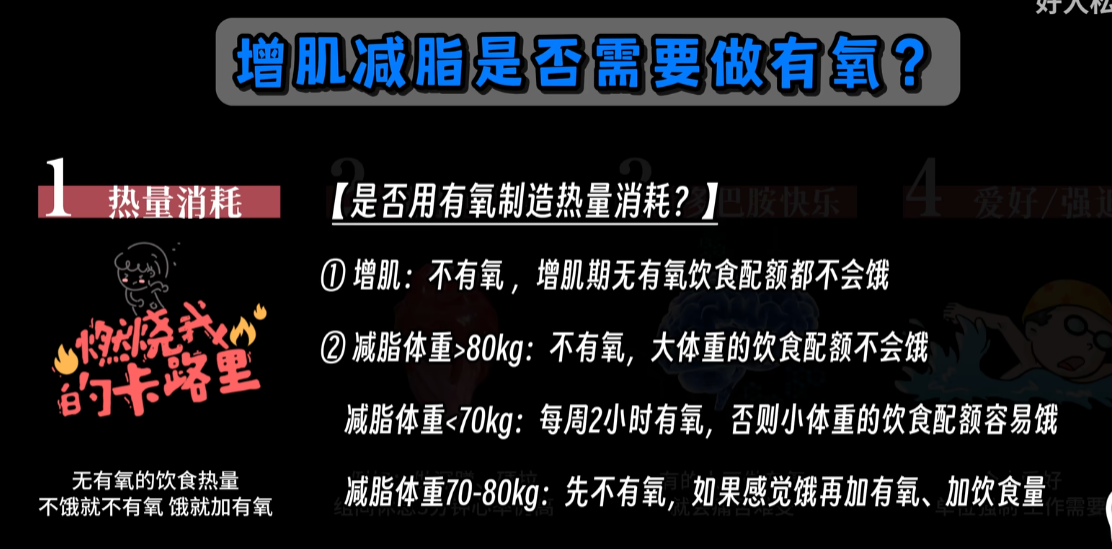 好人松
增肌减脂是否需要做有氧？
1 热量消耗
【是否用有氧制造热量消耗？】
多巴胺快乐
4 爱好/强迫
① 增肌：不有氧，增肌期无有氧饮食配额都不会饿
② 减脂体重>80kg：不有氧，大体重的饮食配额不会饿
燃烧我
的卡路里
减脂体重<70kg：每周2小时有氧，否则小体重的饮食配额容易饿
减脂体重70-80kg：先不有氧，如果感觉饿再加有氧、加饮食量
无有氧的饮食热量
不饿就不有氧 饿就加有氧